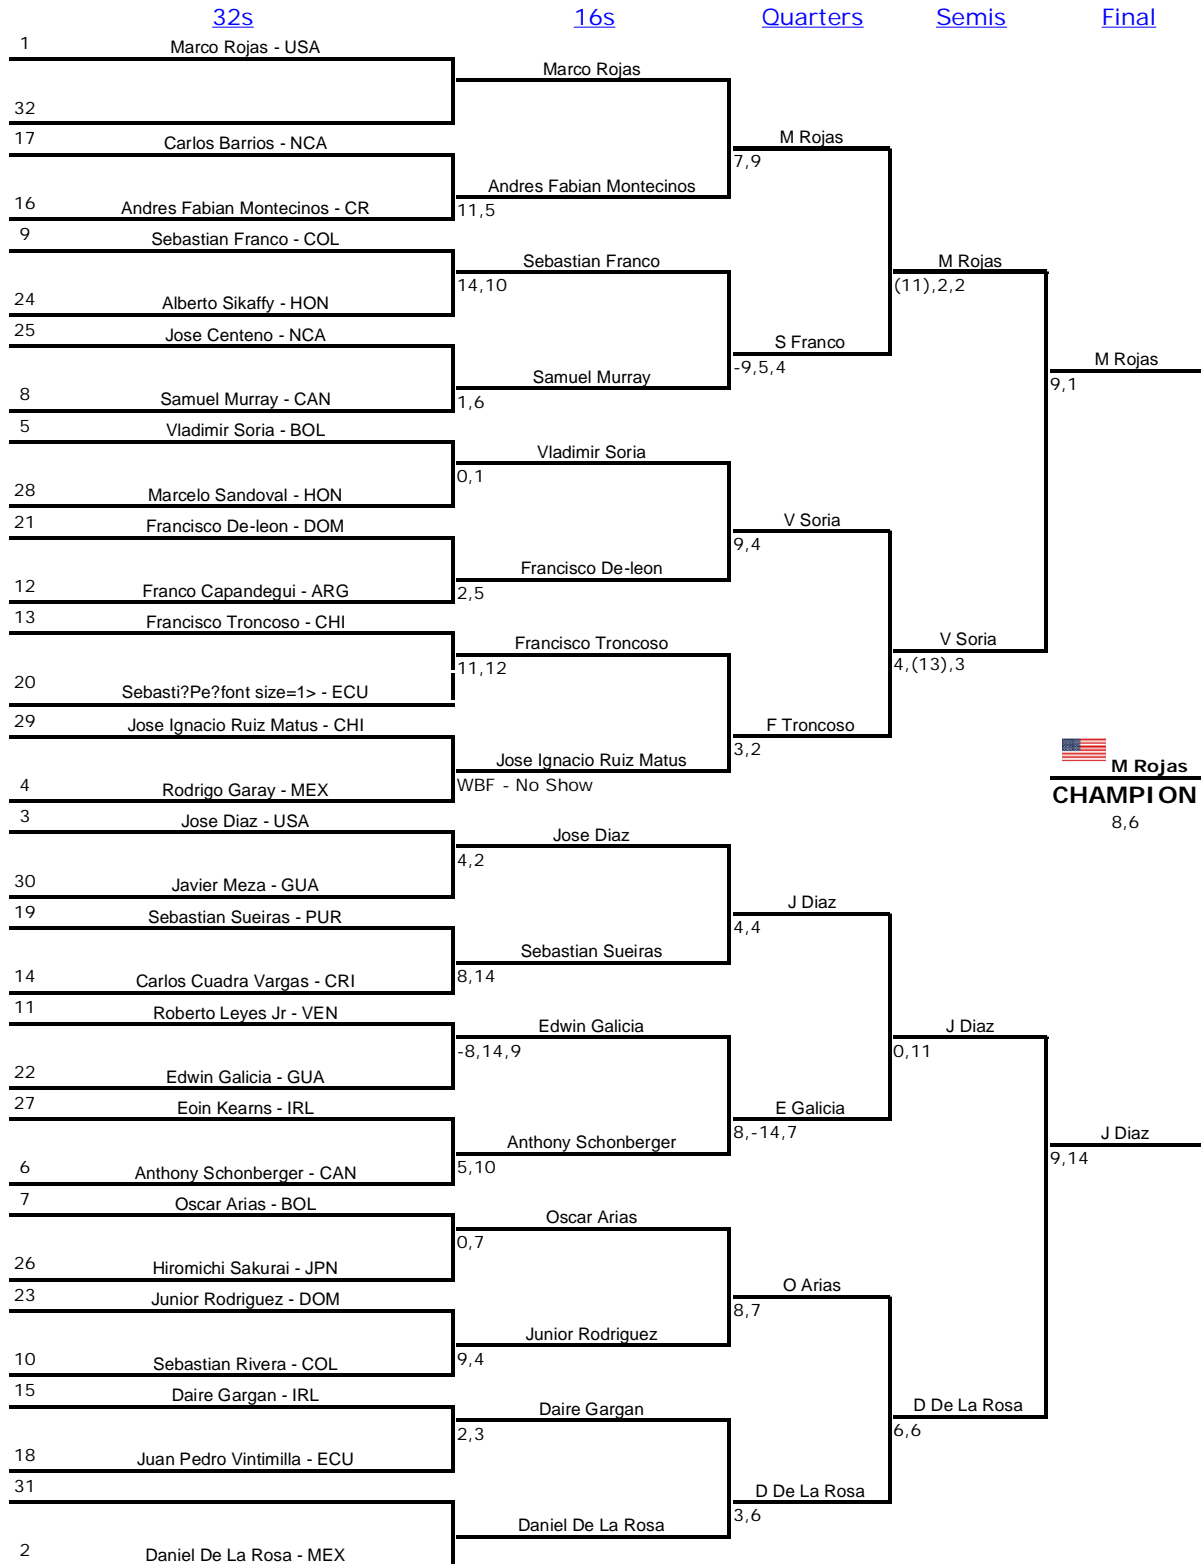 32s 16s Quarters Semis Final
1 Marco Rojas - USA
Marco Rojas
32
17 Carlos Barrios - NCA
M Rojas
7,9
16 Andres Fabian Montecinos - CR
Andres Fabian Montecinos
11,5
9 Sebastian Franco - COL
Sebastian Franco
14,10
M Rojas
(11),2,2
24 Alberto Sikaffy - HON
25 Jose Centeno - NCA
S Franco
-9,5,4
M Rojas
9,1
Samuel Murray
1,6
8 Samuel Murray - CAN
5 Vladimir Soria - BOL
Vladimir Soria
0,1
28 Marcelo Sandoval - HON
21 Francisco De-leon - DOM
V Soria
9,4
Francisco De-leon
2,5
12 Franco Capandegui - ARG
13 Francisco Troncoso - CHI
Francisco Troncoso
11,12
V Soria
4,(13),3
20 Sebasti?Pe?font size=1> - ECU
29 Jose Ignacio Ruiz Matus - CHI
F Troncoso
3,2
Jose Ignacio Ruiz Matus
WBF - No Show
M Rojas
CHAMPION
8,6
4 Rodrigo Garay - MEX
3 Jose Diaz - USA
Jose Diaz
4,2
30 Javier Meza - GUA
19 Sebastian Sueiras - PUR
J Diaz
4,4
Sebastian Sueiras
8,14
14 Carlos Cuadra Vargas - CRI
11 Roberto Leyes Jr - VEN
Edwin Galicia
-8,14,9
J Diaz
0,11
22 Edwin Galicia - GUA
27 Eoin Kearns - IRL
E Galicia
8,-14,7
J Diaz
9,14
Anthony Schonberger
5,10
6 Anthony Schonberger - CAN
7 Oscar Arias - BOL
Oscar Arias
0,7
26 Hiromichi Sakurai - JPN
23 Junior Rodriguez - DOM
O Arias
8,7
Junior Rodriguez
9,4
10 Sebastian Rivera - COL
15 Daire Gargan - IRL
Daire Gargan
2,3
D De La Rosa
6,6
18 Juan Pedro Vintimilla - ECU
31
D De La Rosa
3,6
Daniel De La Rosa
2 Daniel De La Rosa - MEX